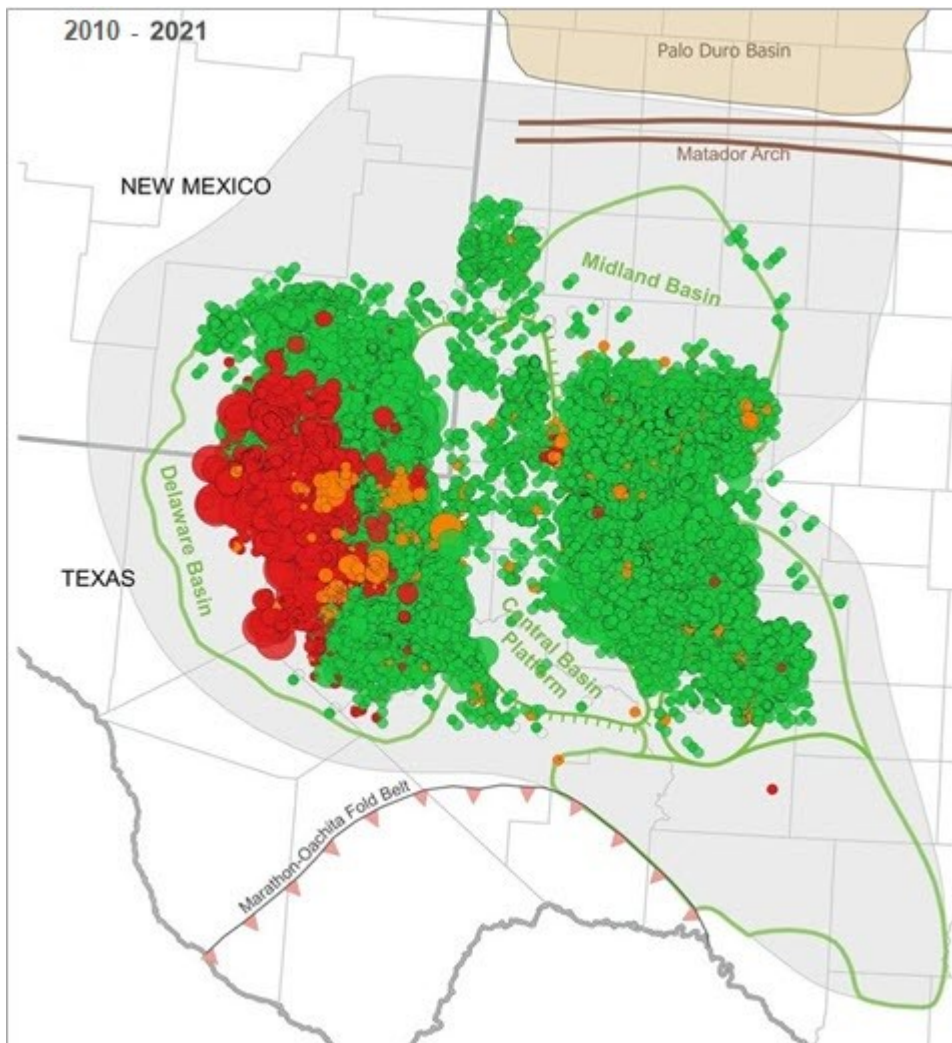 2010 - 2021
Palo Duro Basin
Matador Arch
NEW MEXICO
Midland Basin
Delaware Basin
TEXAS
Central Basin
Platform
Marathon-Oachita Fold Belt